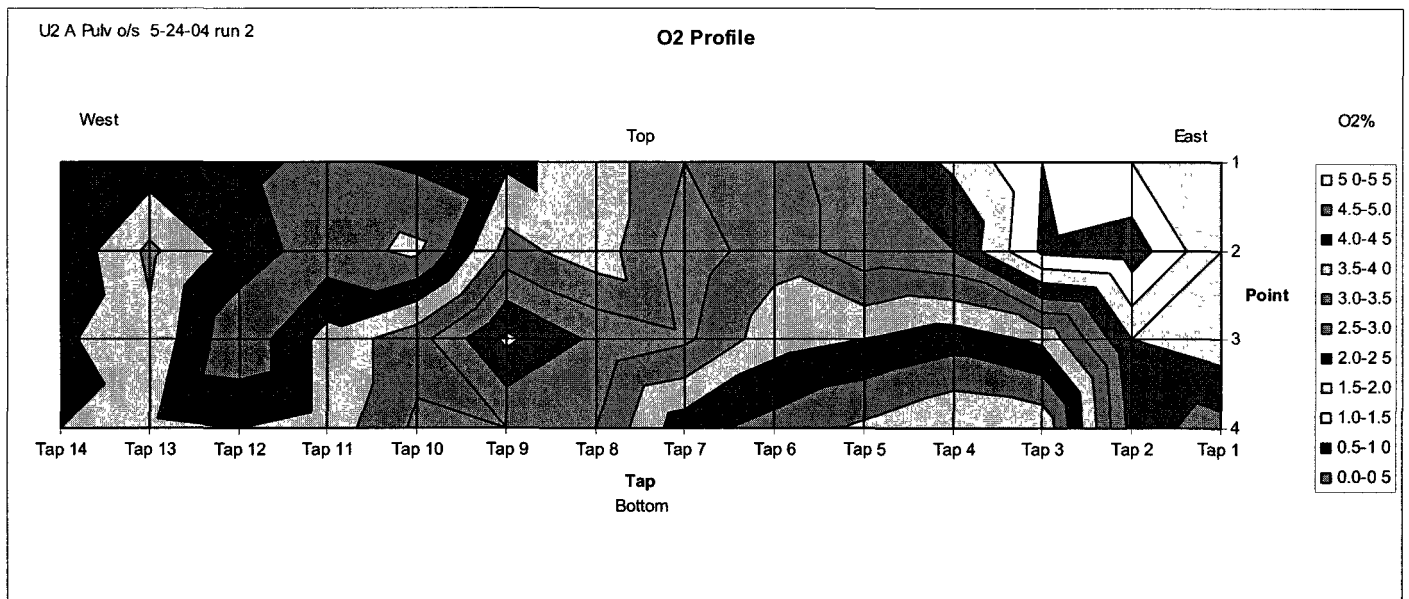 U2 A Pulv o/s 5-24-04 run 2
O2 Profile
West
Top
East
O2%
1
2
Point
3
4
5 0-5 5
4.5-5.0
4.0-4 5
3.5-4 0
3.0-3.5
2.5-3.0
2.0-2 5
1.5-2.0
1.0-1.5
0.5-1 0
0.0-0 5
Tap 14 Tap 13 Tap 12 Tap 11 Tap 10 Tap 9 Tap 8 Tap 7 Tap 6 Tap 5 Tap 4 Tap 3 Tap 2 Tap 1
Tap
Bottom